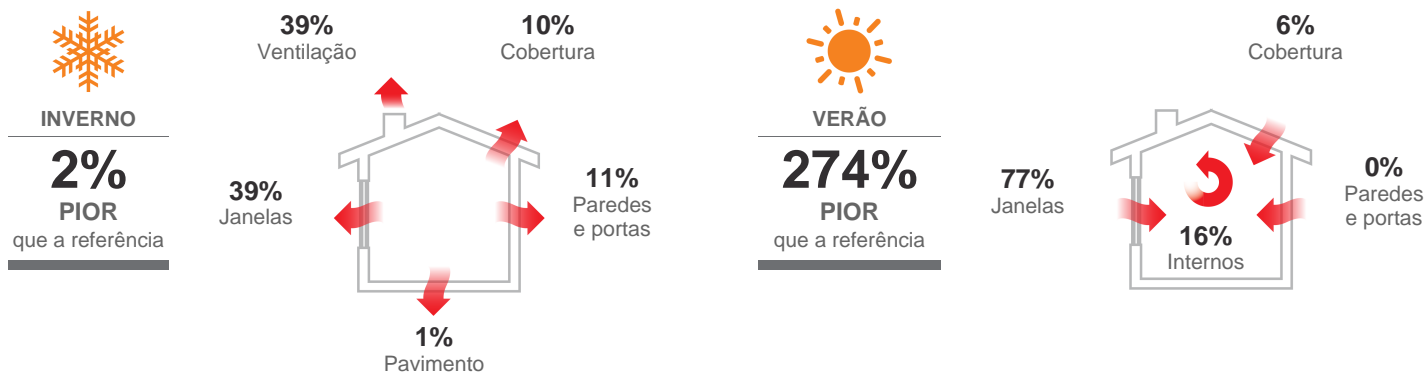 INVERNO
2%
PIOR
que a referência
39%
Ventilação
10%
Cobertura
39%
Janelas
11%
Paredes
e portas
1%
Pavimento
VERÃO
274%
PIOR
que a referência
6%
Cobertura
77%
Janelas
0%
Paredes
e portas
16%
Internos